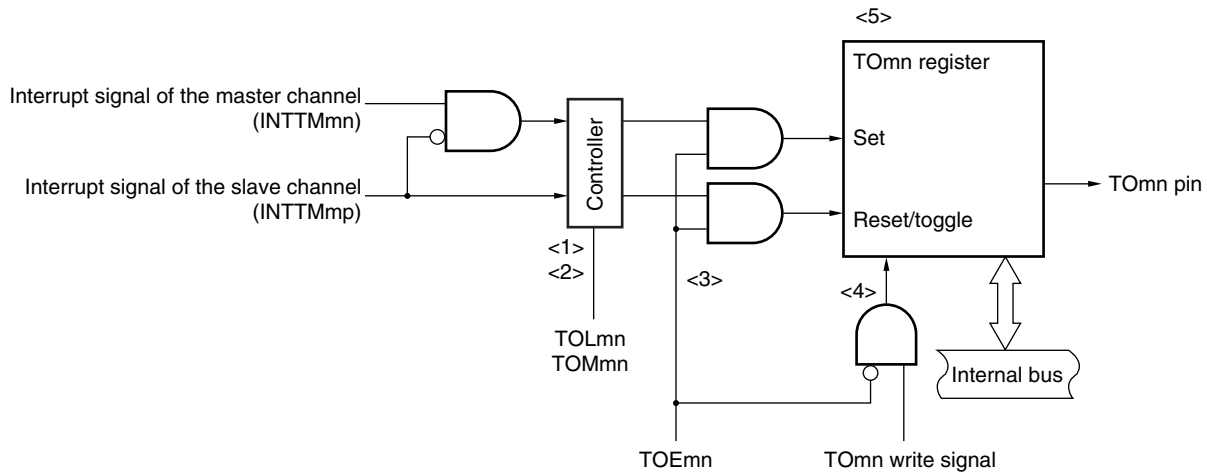 <5>
TOmn register
Interrupt signal of the master channel
(INTTMmn)
Controller
Set
Interrupt signal of the slave channel
(INTTMmp)
TOmn pin
Reset/toggle
<1>
<2>
<3>
<4>
TOLmn
TOMmn
Internal bus
TOEmn
TOmn write signal